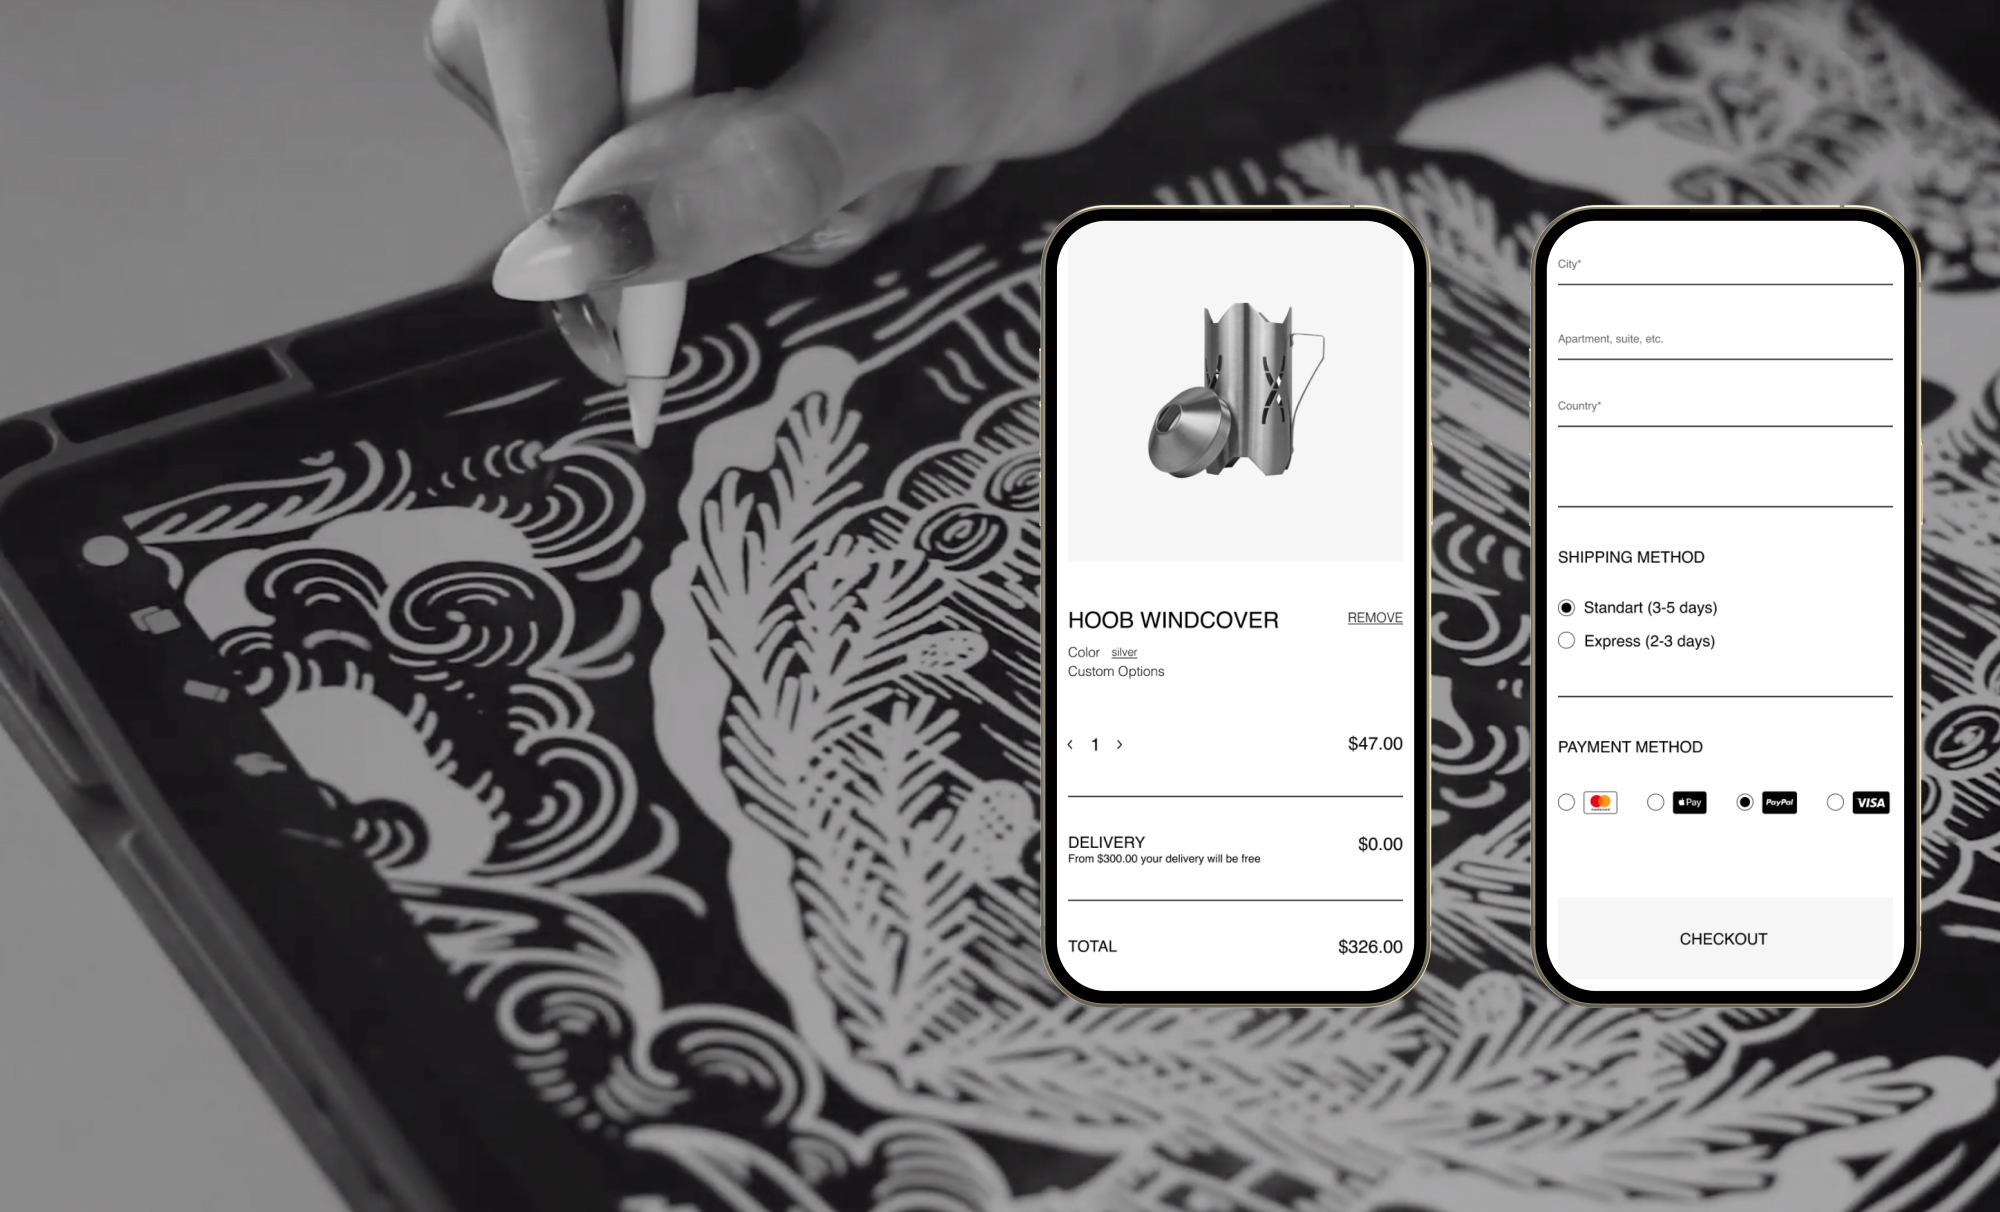 HOOB WINDCOVER
REMOVE
Color silver
Custom Options
1
$47.00
DELIVERY
$0.00
From $300.00 your delivery will be free
TOTAL
$326.00
City*
Apartment, suite, etc.
Country*
SHIPPING METHOD
Standart (3-5 days)
Express (2-3 days)
PAYMENT METHOD
Pay PayPal VISA
CHECKOUT